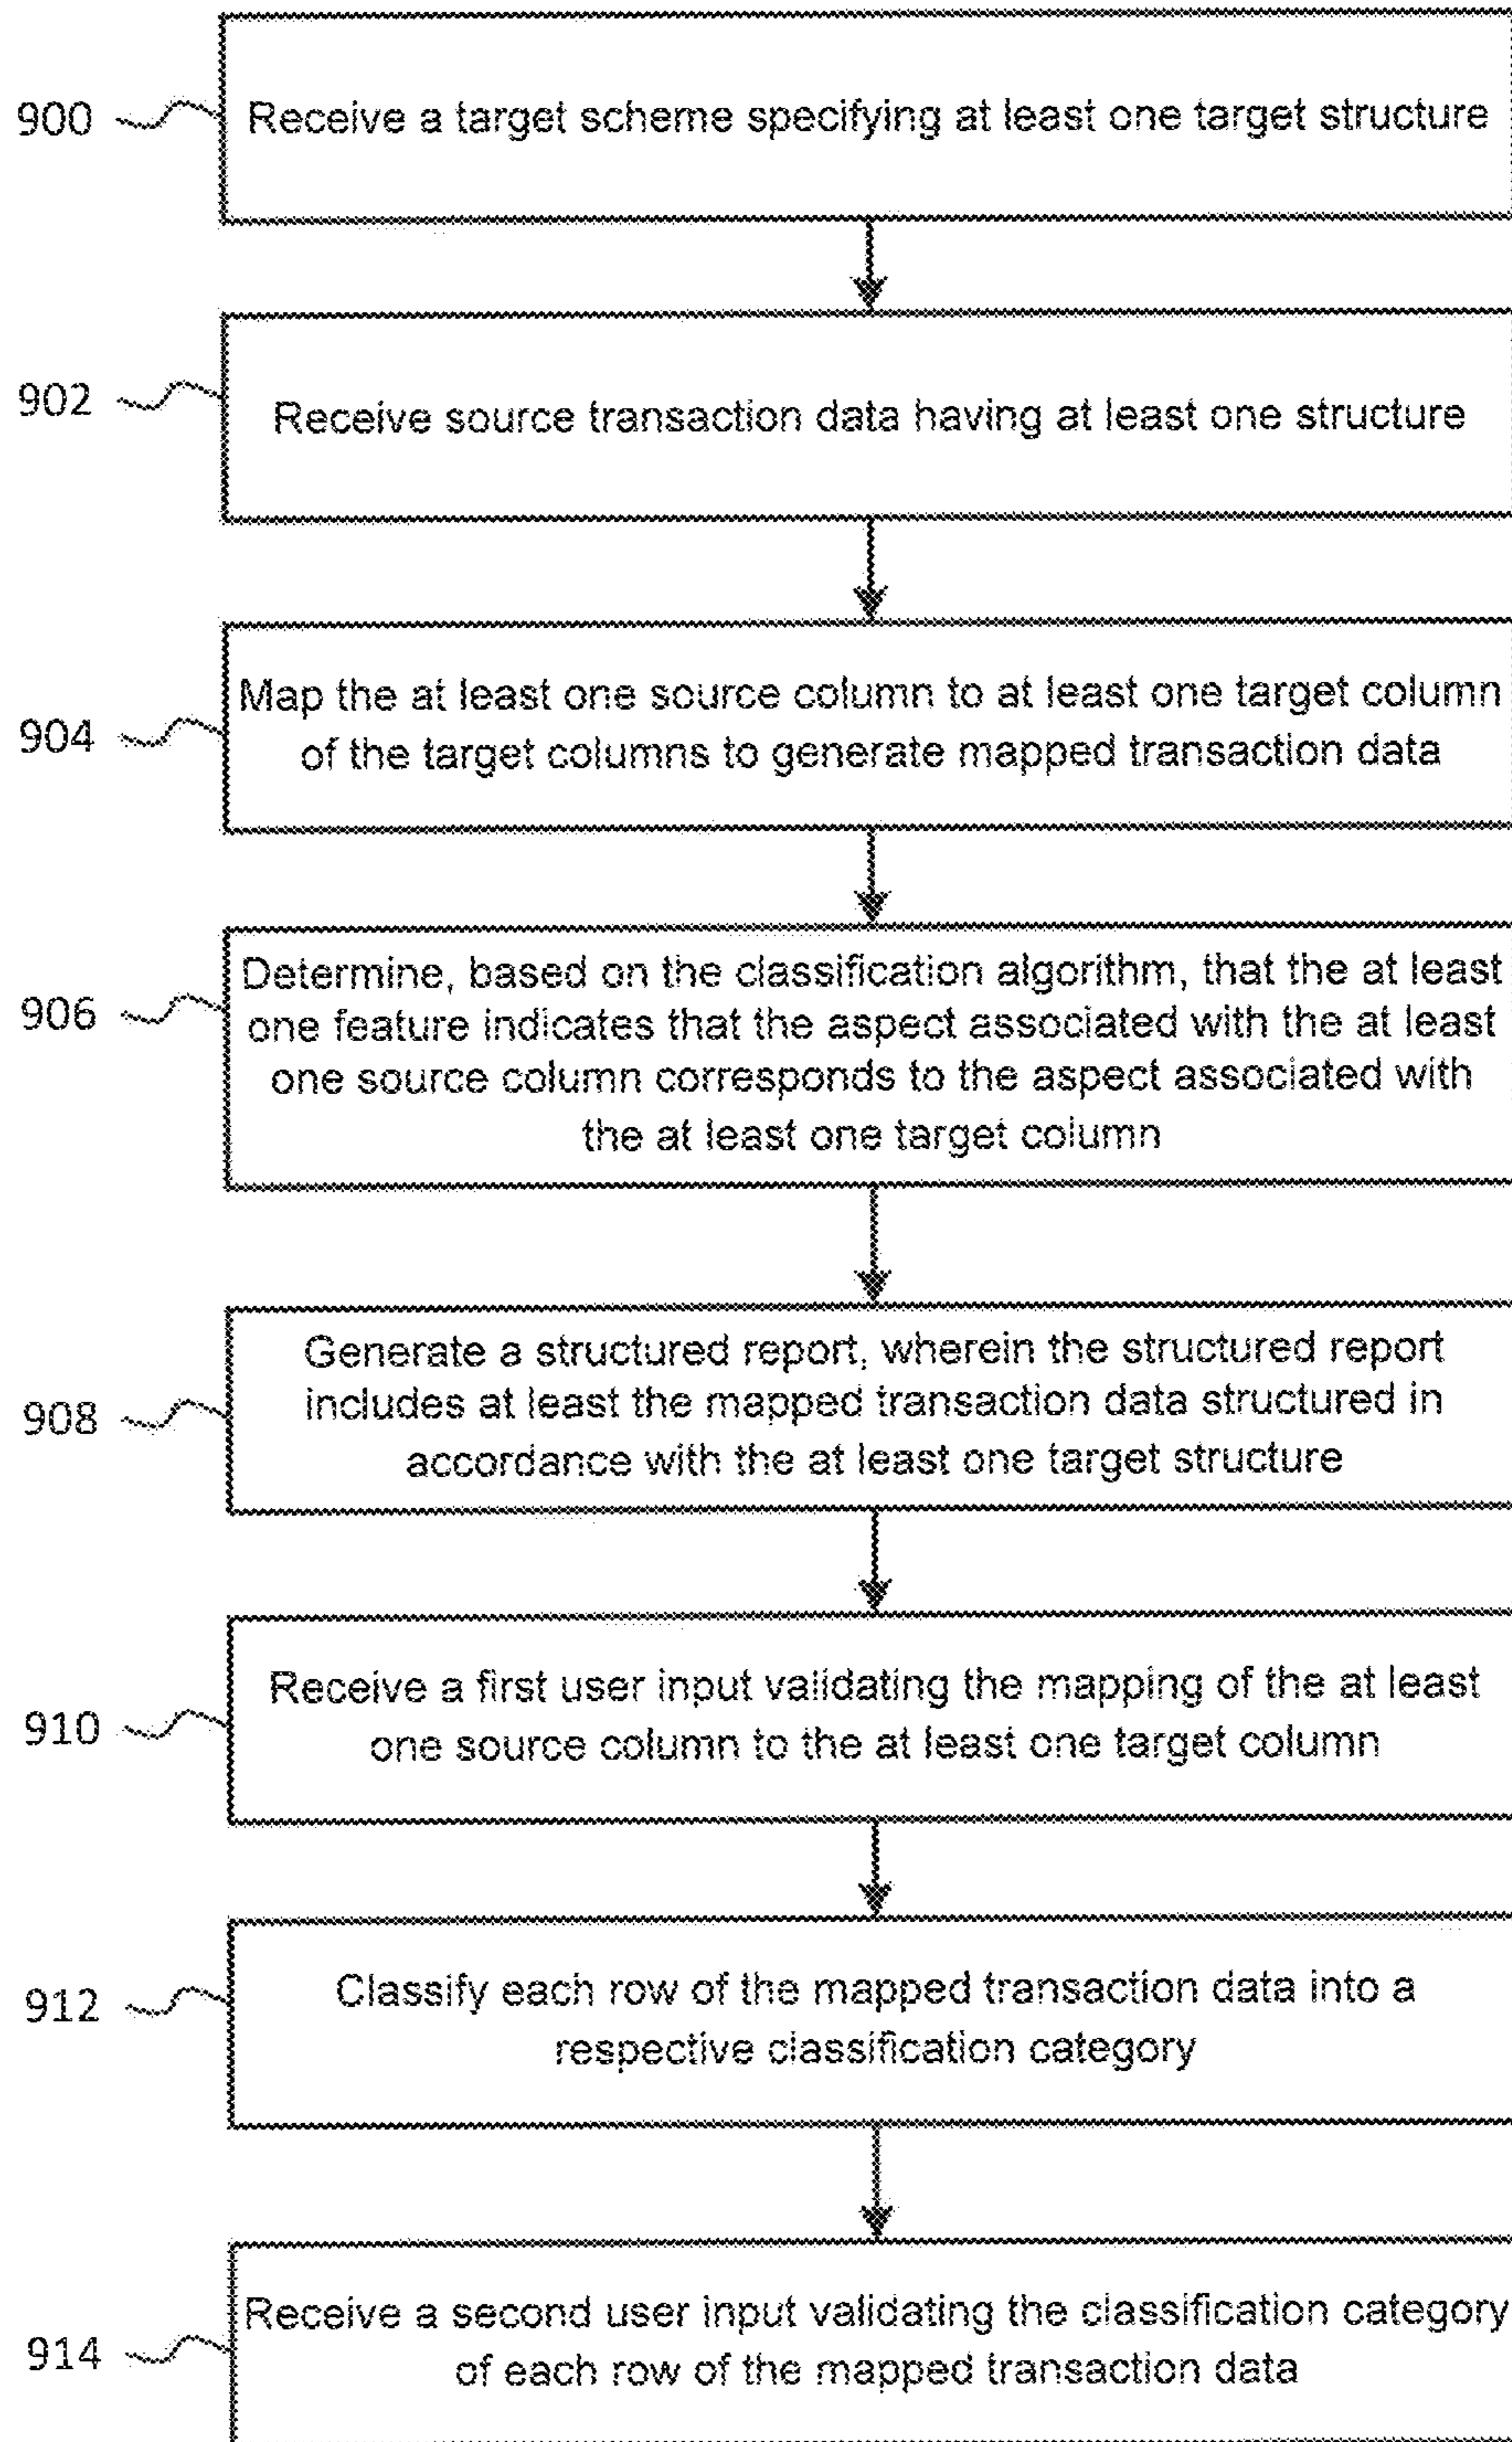 900
Receive a target scheme specifying at least one target structure
902
Receive source transaction data having at least one structure
904
Map the at least one source column to at least one target column
of the target columns to generate mapped transaction data
906
Determine, based on the classification algorithm, that the at least
one feature indicates that the aspect associated with the at least
one source column corresponds to the aspect associated with
the at least one target column
908
Generate a structured report, wherein the structured report
includes at least the mapped transaction data structured in
accordance with the at least one target structure
910
Receive a first user input validating the mapping of the at least
one source column to the at least one target column
912
Classify each row of the mapped transaction data into a
respective classification category
914
Receive a second user input validating the classification category
of each row of the mapped transaction data